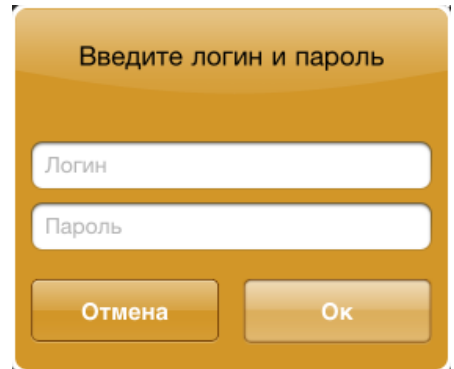 Введите логин и пароль
Логин
Пароль
Отмена
Ок